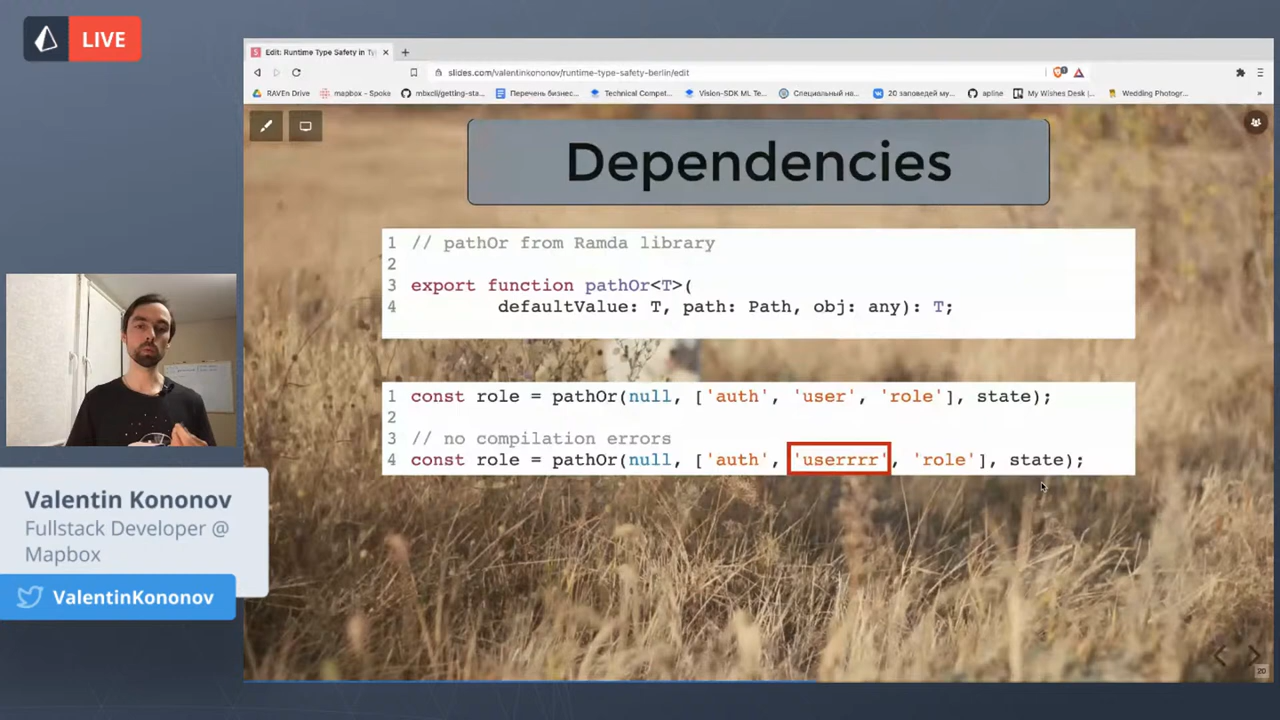 LIVE
Edit: Runtime Type Safety in Ty
slides.com/valentinkononov/runtime-type-safety-berlin/edit
RAVEn Drive
mapbox - Spoke
mbxcli/getting-sta...
Перечень бизнес...
Technical Compet...
Vision-SDK ML Te...
Специальный на...
20 заповедей му...
apline
My Wishes Desk |...
Wedding Photogr...
»
Dependencies
1 // pathOr from Ramda library
2
3 export function pathOr<T>(
4 defaultValue: T, path: Path, obj: any): T;
1 const role = pathOr(null, ['auth', 'user', 'role'], state);
2
3 // no compilation errors
4 const role = pathOr(null, ['auth', 'userrrr', 'role'], state);
Valentin Kononov
Fullstack Developer @
Mapbox
ValentinKononov
20